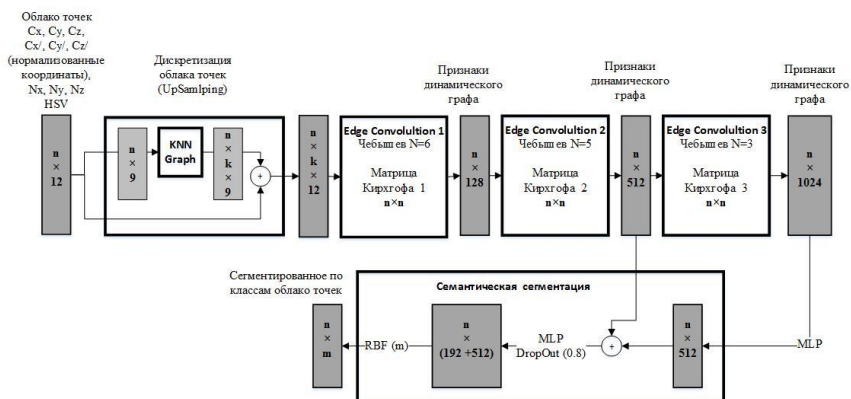 Облако точек
Cx, Cy, Cz,
Cx/, Cy/, Cz/
(нормализованные
координаты),
Nx, Ny, Nz
HSV
n
×
12
Дискретизация
облака точек
(UpSamlping)
n
×
9
KNN
Graph
n
×
k
×
9
+
n
×
k
×
12
Edge Convolultion 1
Чебышев N=6
Матрица
Кирхгофа 1
n×n
Признаки
динамического
графа
n
×
128
Edge Convolution 2
Чебышев N=5
Матрица
Кирхгофа 2
n×n
Признаки
динамического
графа
n
×
512
Edge Convolution 3
Чебышев N=3
Матрица
Кирхгофа 3
n×n
Признаки
динамического
графа
n
×
1024
Сегментированное по
классам облако точек
n
×
m
RBF (m)
Семантическая сегментация
n
×
(192 +512)
MLP
DropOut (0.8)
+
n
×
512
MLP